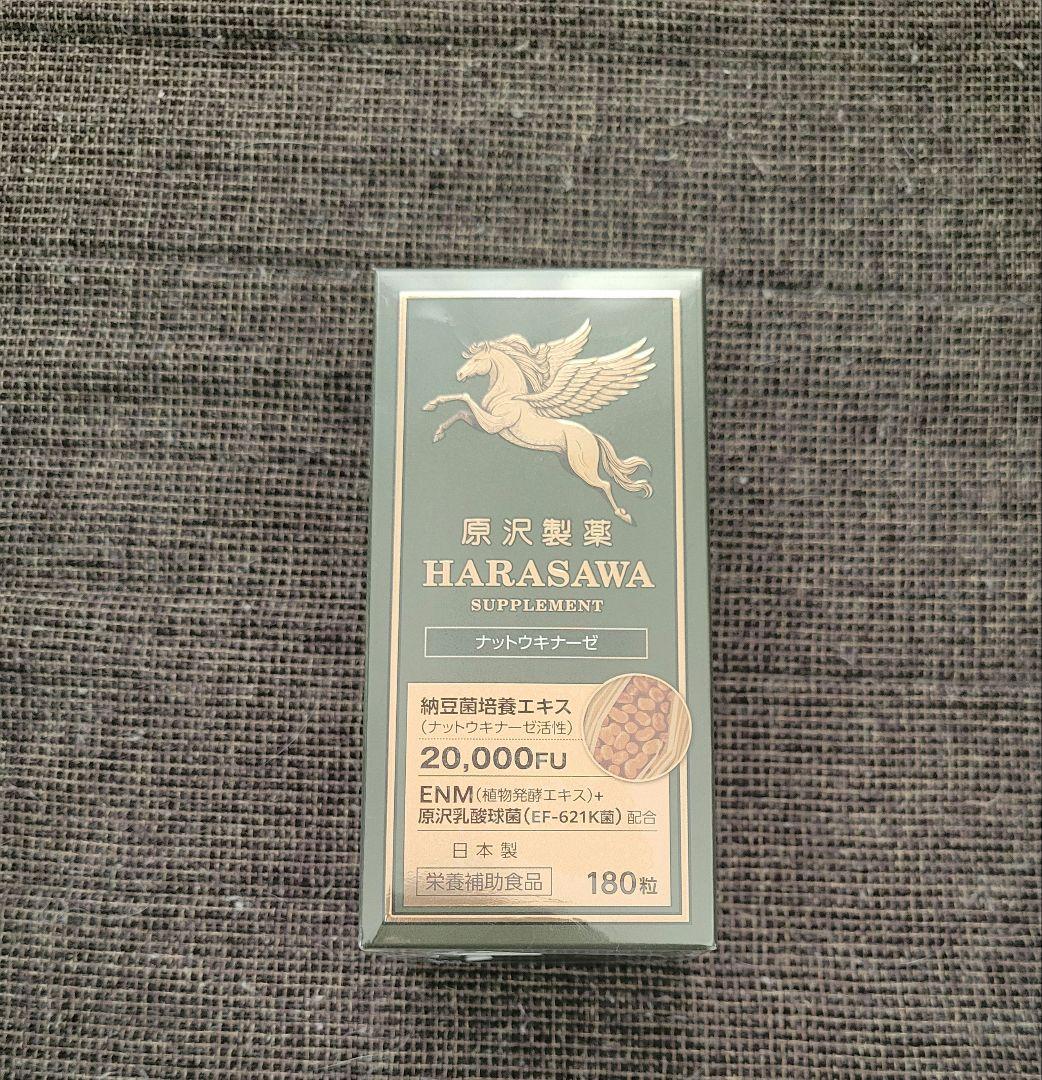 原沢製薬
HARASAWA
SUPPLEMENT
ナットウキナーゼ
納豆菌培養エキス
(ナットウキナーゼ活性)
20,000FU
ENM(植物発酵エキス)+
原沢乳酸球菌(EF-621K菌)配合
日本製
栄養補助食品 180粒